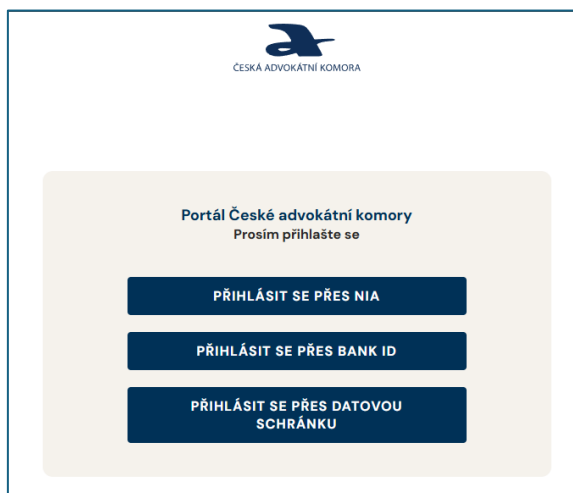 ČESKÁ ADVOKÁTNÍ KOMORA
Portál České advokátní komory
Prosím přihlašte se
PŘIHLÁSIT SE PŘES NIA
PŘIHLÁSIT SE PŘES BANK ID
PŘIHLÁSIT SE PŘES DATOVOU
SCHRÁNKU